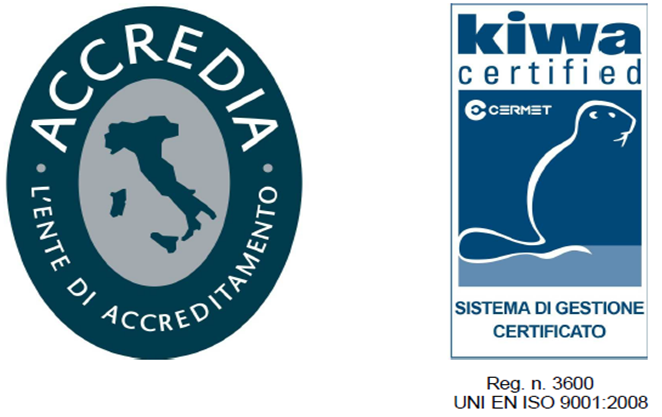 ACCREDIA
L'ENTE DI ACCREDITAMENTO
kiwa
certified
CERMET
SISTEMA DI GESTIONE
CERTIFICATO
Reg. n. 3600
UNI EN ISO 9001:2008